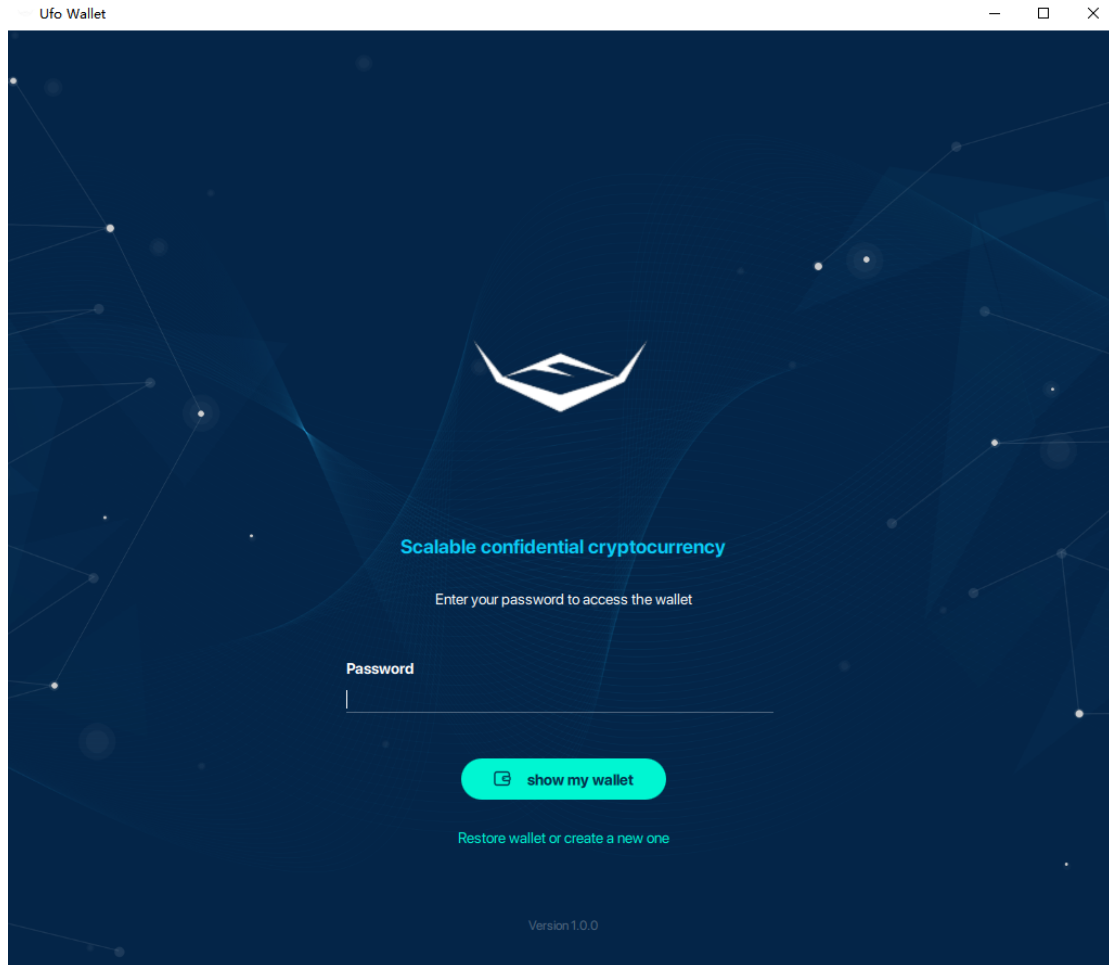 Ufo Wallet
Scalable confidential cryptocurrency
Enter your password to access the wallet
Password
show my wallet
Restore wallet or create a new one
Version 1.0.0